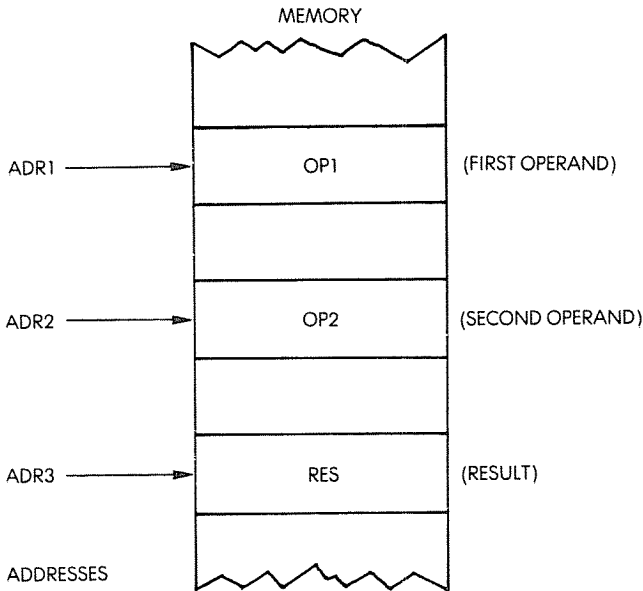 MEMORY
ADR1 OP1 (FIRST OPERAND)
ADR2 OP2 (SECOND OPERAND)
ADR3 RES (RESULT)
ADDRESSES